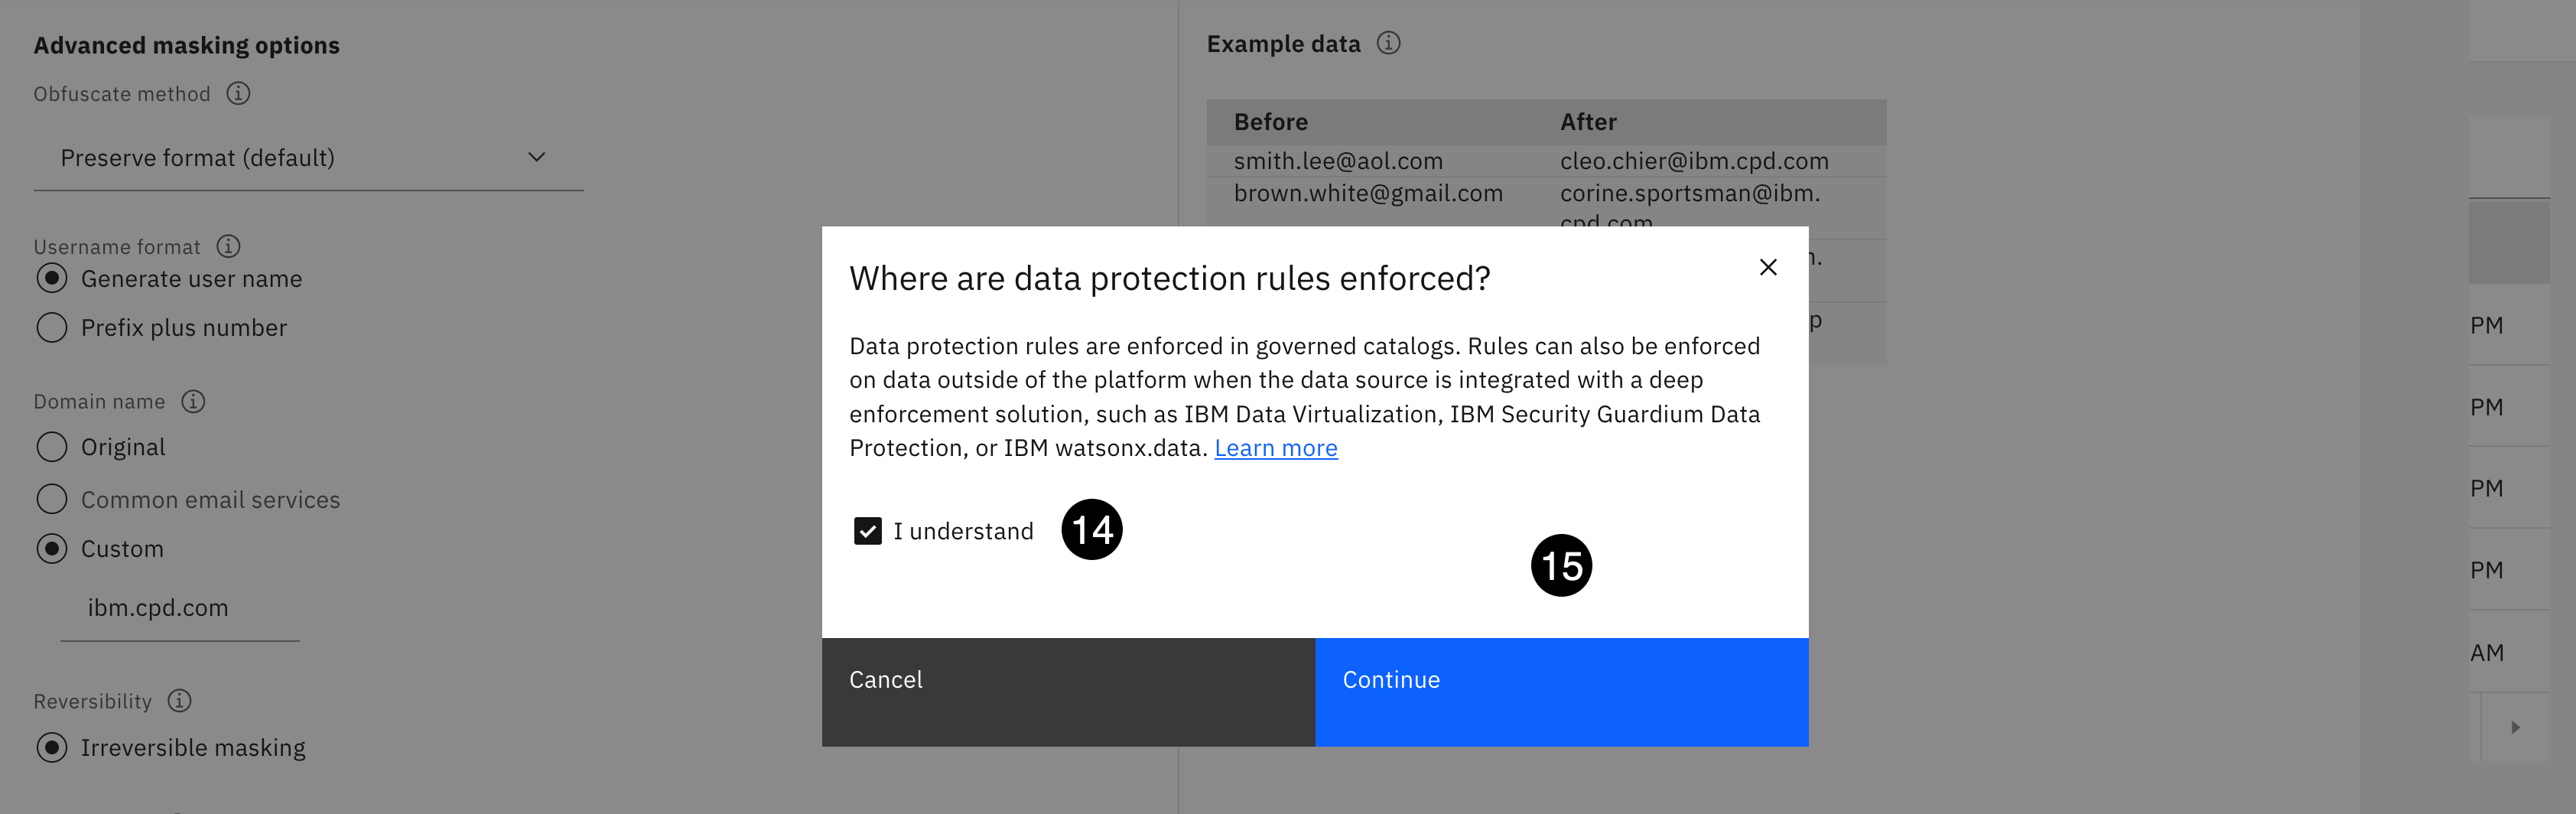 Advanced masking options
Obfuscate method
Preserve format (default)
Username format
Generate user name
Prefix plus number
Domain name
Original
Common email services
Custom
ibm.cpd.com
Reversibility
Irreversible masking
Example data
Before After
smith.lee@aol.com cleo.chier@ibm.cpd.com
brown.white@gmail.com corine.sportsman@ibm.
cpd.com
Where are data protection rules enforced?
Data protection rules are enforced in governed catalogs. Rules can also be enforced
on data outside of the platform when the data source is integrated with a deep
enforcement solution, such as IBM Data Virtualization, IBM Security Guardium Data
Protection, or IBM watsonx.data. Learn more
I understand
14
15
Cancel
Continue
PM
PM
PM
PM
AM